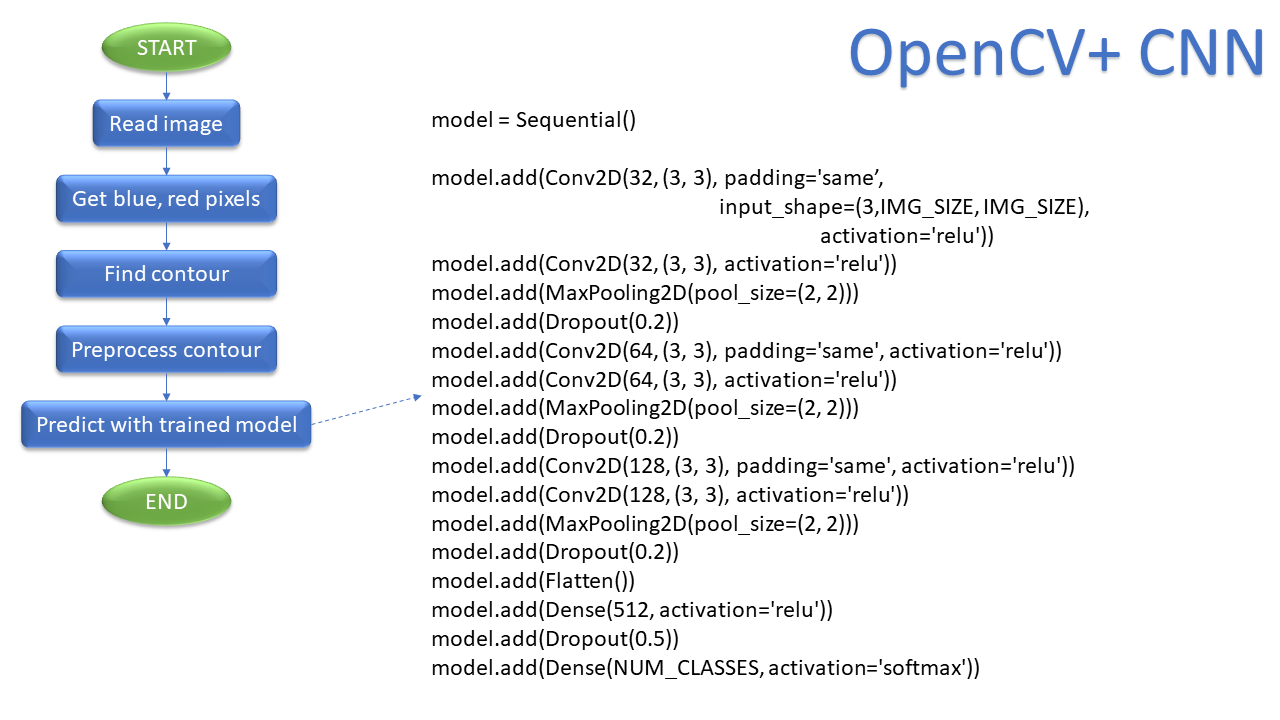 OpenCV+ CNN
START
Read image
Get blue, red pixels
Find contour
Preprocess contour
Predict with trained model
END
model = Sequential()
model.add(Conv2D(32, (3, 3), padding='same’,
input_shape=(3,IMG_SIZE, IMG_SIZE),
activation='relu'))
model.add(Conv2D(32, (3, 3), activation='relu'))
model.add(MaxPooling2D(pool_size=(2, 2)))
model.add(Dropout(0.2))
model.add(Conv2D(64, (3, 3), padding='same', activation='relu'))
model.add(Conv2D(64, (3, 3), activation='relu'))
model.add(MaxPooling2D(pool_size=(2, 2)))
model.add(Dropout(0.2))
model.add(Conv2D(128, (3, 3), padding='same', activation='relu'))
model.add(Conv2D(128, (3, 3), activation='relu'))
model.add(MaxPooling2D(pool_size=(2, 2)))
model.add(Dropout(0.2))
model.add(Flatten())
model.add(Dense(512, activation='relu'))
model.add(Dropout(0.5))
model.add(Dense(NUM_CLASSES, activation='softmax'))